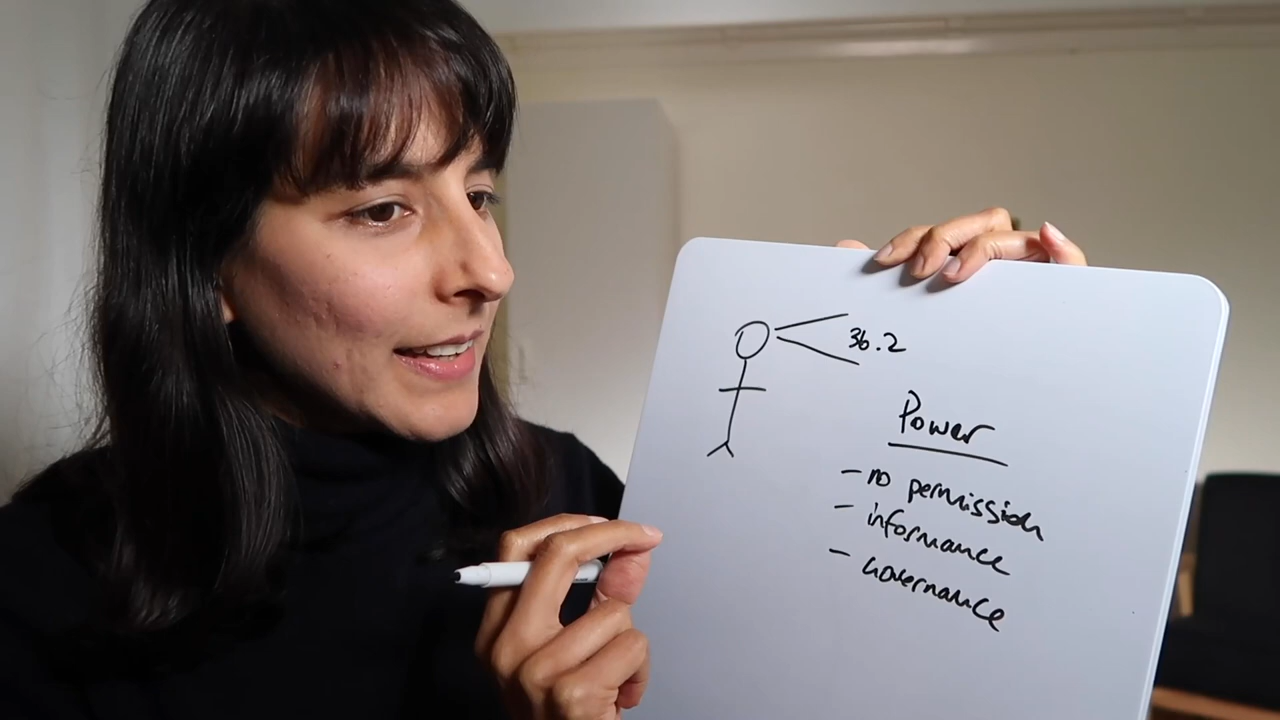 36.2
Power
- no permission
- informance
- Governance